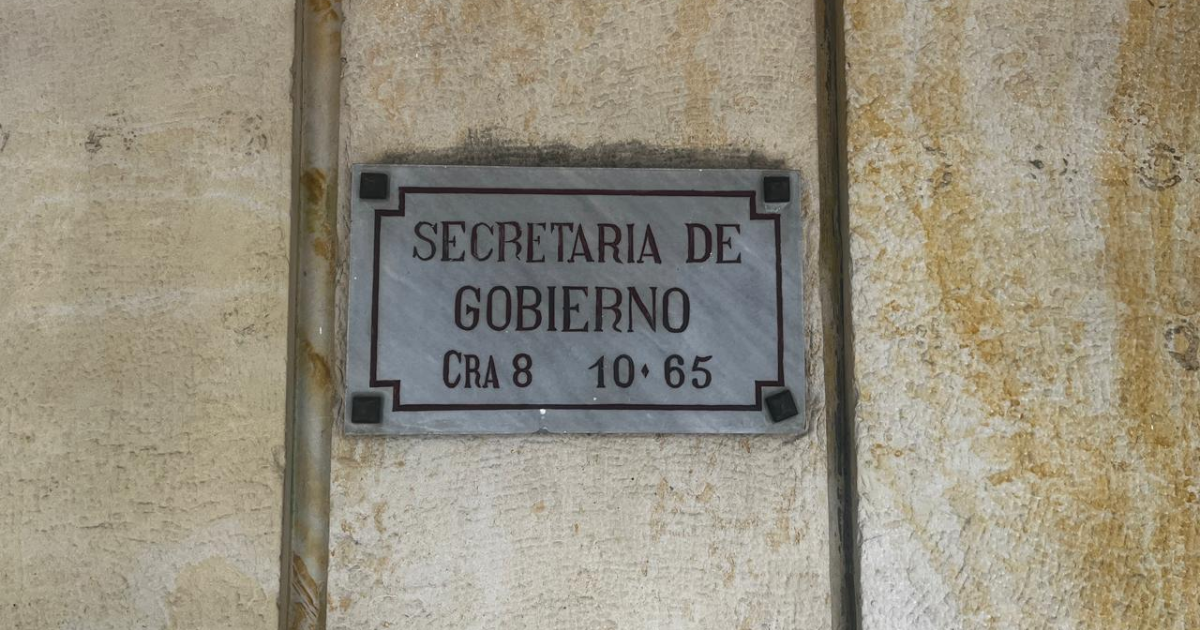 SECRETARIA DE
GOBIERNO
CRA 8 10·65